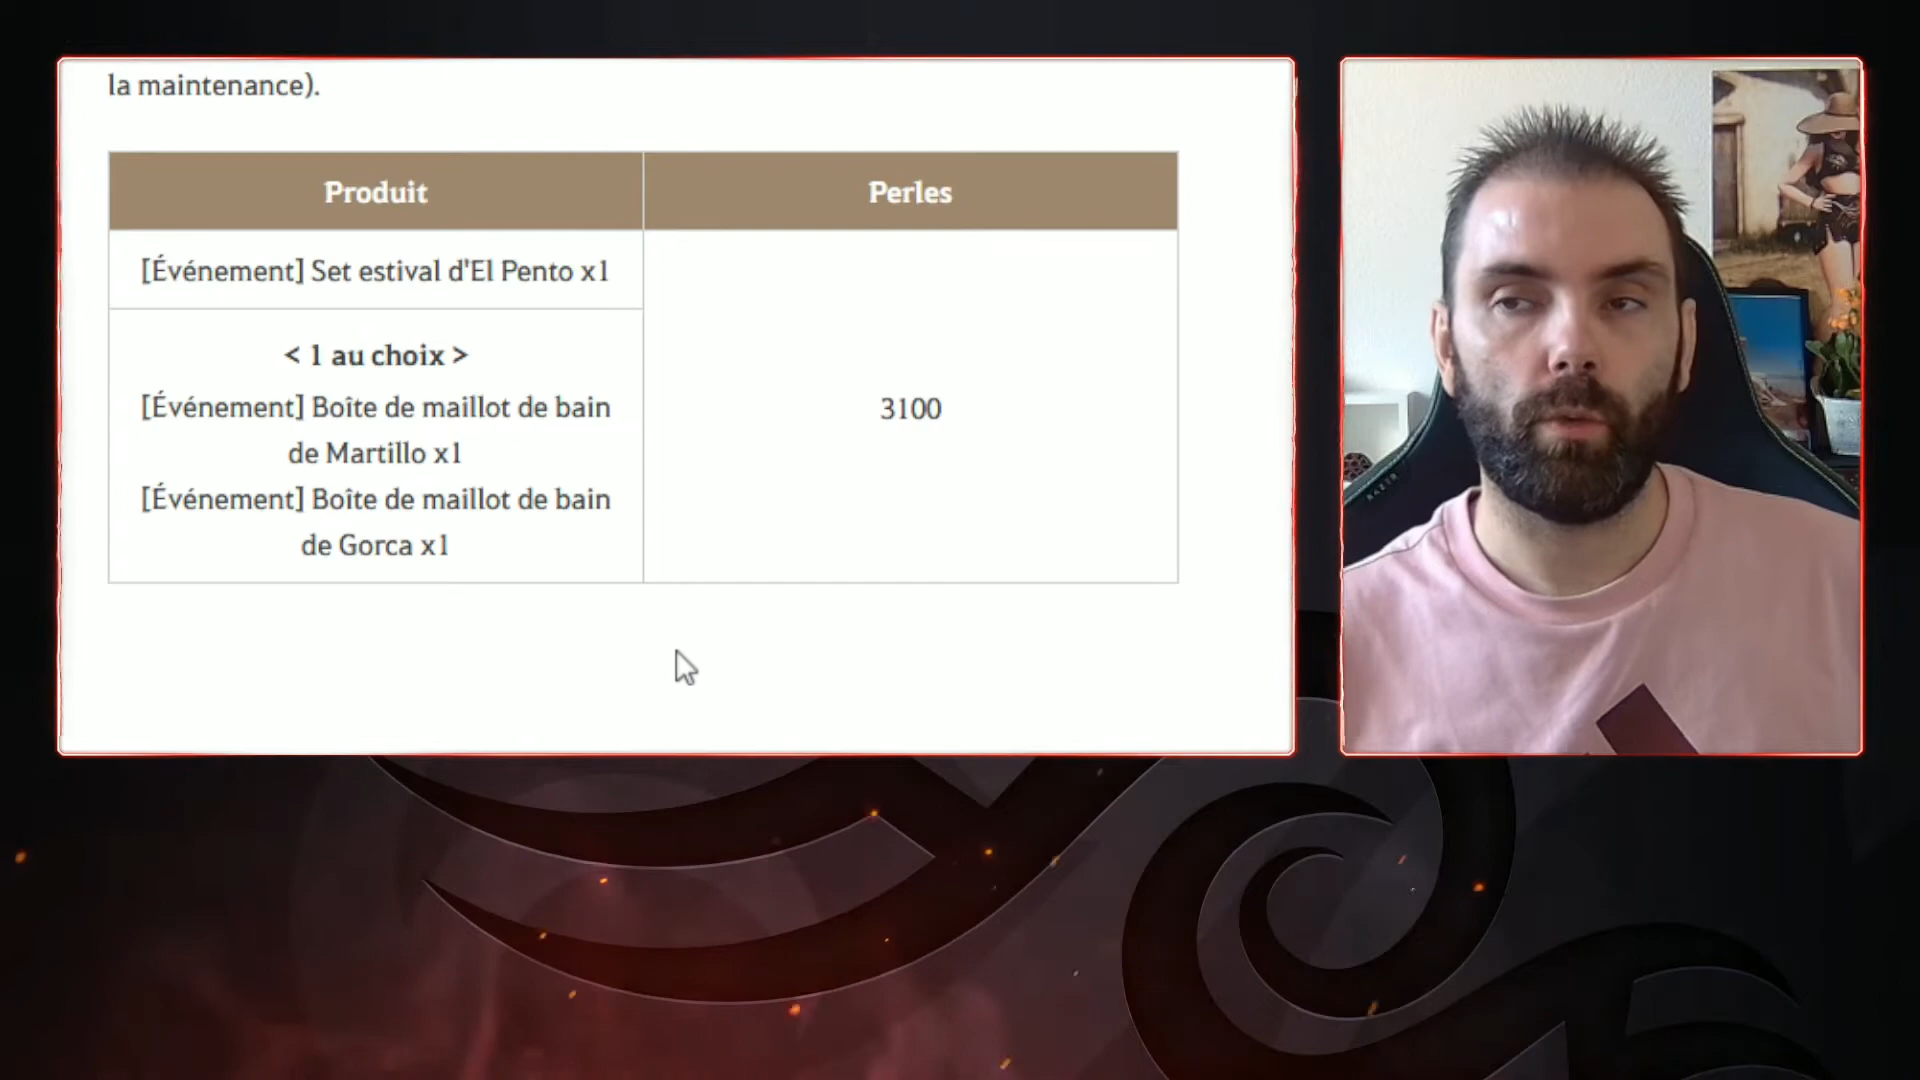 la maintenance).
Produit
Perles
[Événement] Set estival d'El Pento x1
< 1 au choix >
[Événement] Boîte de maillot de bain
de Martillo x1
[Événement] Boîte de maillot de bain
de Gorca x1
3100
RAZER